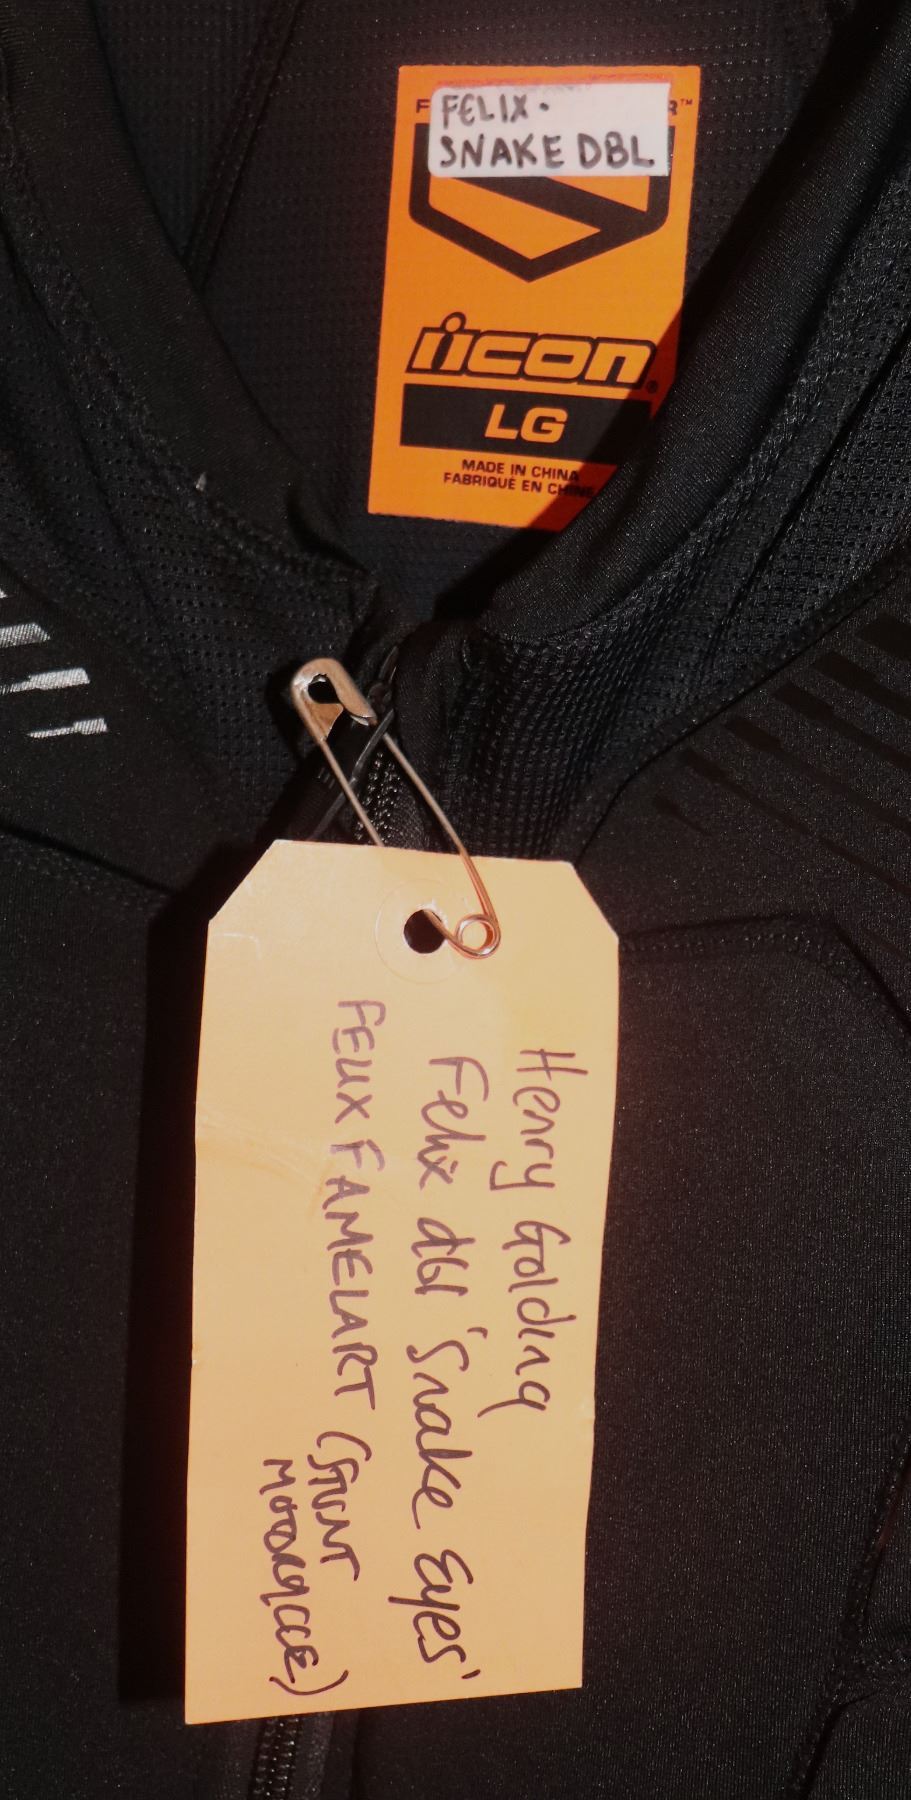 FELIX·
SNAKE DBL
icon
LG
MADE IN CHINA
FABRIQUÉ EN CHINE
Henry Golding
Felix dbl 'Snake Eyes'
FELIX FAMELART (STUNT
MOTORCYCLE)